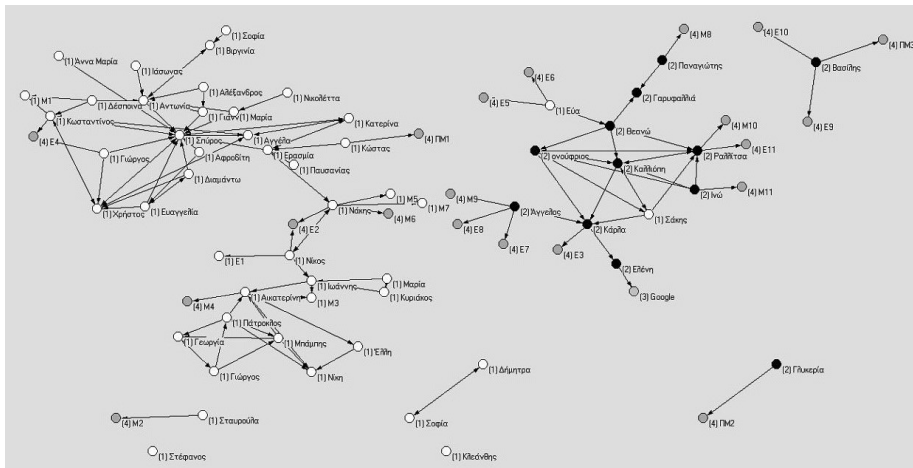 [1] Σοφία
[4] M8
[4] E10
[4] ΠΜ3
[1] Βιργινία
[1] Άννα Μαρία
[2] Παναγιώτης
[2] Βασίλης
[1] Ιάσωνας
[4] E6
[1] Αλέξανδρος
[2] Γαρυφαλλιά
[1] M1
[1] Δέσποινα
[1] Αντωνία
[1] Νικολέττα
[4] E5
[1] Εύα
[1] Γιάνν
[1] Μαρία
[1] Κωσταντίνος
[1] Κατερίνα
[2] Θεανώ
[4] M10
[4] E9
[4] E4
[1] Σπύρος
[1] Αγγέλα
[4] ΠΜ1
[1] Κώστας
[2] ονούφριος
[2] Ραλλίτσα
[4] E11
[1] Γιώργος
[1] Αφροδίτη
[1] Ερασμία
[2] Καλλιόπη
[1] Παυσανίας
[1] Διαμάντω
[2] Ινώ
[4] M11
[4] M9
[1] M5
[1] M7
[1] Χρήστος
[1] Ευαγγελία
[1] Νάκης
[4] M6
[2] Άγγελος
[1] Σάκης
[4] E2
[4] E8
[2] Κάρλα
[4] E7
[4] E3
[1] E1
[1] Νίκος
[2] Ελένη
[1] Ιωάννης
[1] Μαρία
[1] Αικατερίνη
[1] Κυριάκος
[3] Google
[4] M4
[1] M3
[1] Πάτροκλος
[1] Γεωργία
[1] Μπάμπης
[1] Έλλη
[1] Γιώργος
[1] Νίκη
[1] Δήμητρα
[2] Γλυκερία
[4] M2
[1] Σταυρούλα
[1] Σοφία
[4] ΠΜ2
[1] Στέφανος
[1] Κλεάνθης